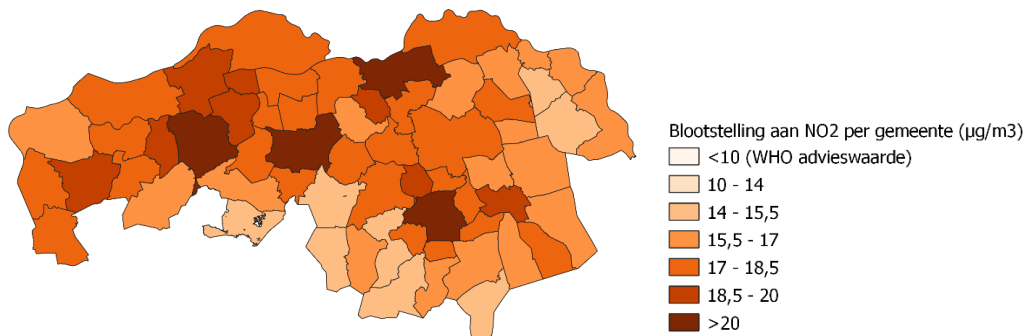 Blootstelling aan NO2 per gemeente (µg/m3)
<10 (WHO advieswaarde)
10 - 14
14 - 15,5
15,5 - 17
17 - 18,5
18,5 - 20
>20